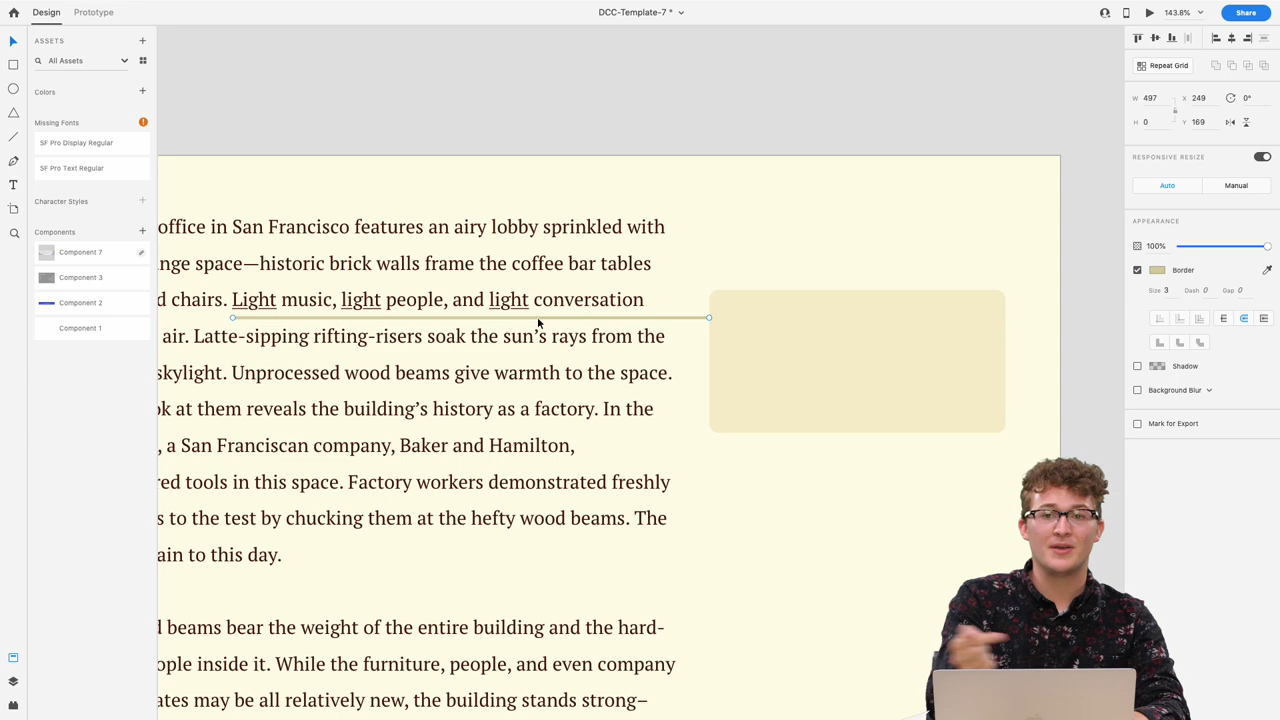 Design
Prototype
DCC-Template-7 *
143.8%
Share
ASSETS
All Assets
Colors
Missing Fonts
SF Pro Display Regular
SF Pro Text Regular
Character Styles
Components
Component 7
Component 3
Component 2
Component 1
office in San Francisco features an airy lobby sprinkled with
nge space—historic brick walls frame the coffee bar tables
d chairs. Light music, light people, and light conversation
air. Latte-sipping rifting-risers soak the sun’s rays from the
skylight. Unprocessed wood beams give warmth to the space.
ok at them reveals the building’s history as a factory. In the
, a San Franciscan company, Baker and Hamilton,
red tools in this space. Factory workers demonstrated freshly
s to the test by chucking them at the hefty wood beams. The
ain to this day.
d beams bear the weight of the entire building and the hard-
ople inside it. While the furniture, people, and even company
ates may be all relatively new, the building stands strong–
Repeat Grid
W 497 X 249 0°
H 0 Y 169
RESPONSIVE RESIZE
Auto Manual
APPEARANCE
100%
Border
Size 3 Dash 0 Gap 0
Shadow
Background Blur
Mark for Export